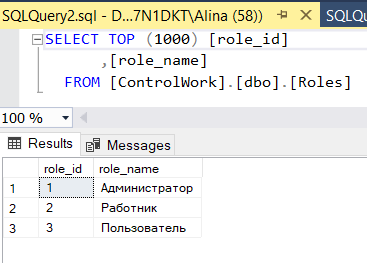 SQLQuery2.sql - D...7N1DKT\Alina (58))
SQLQu
SELECT TOP (1000) [role_id]
,[role_name]
FROM [ControlWork].[dbo].[Roles]
100 %
Results Messages
role_id role_name
1 1 Администратор
2 2 Работник
3 3 Пользователь